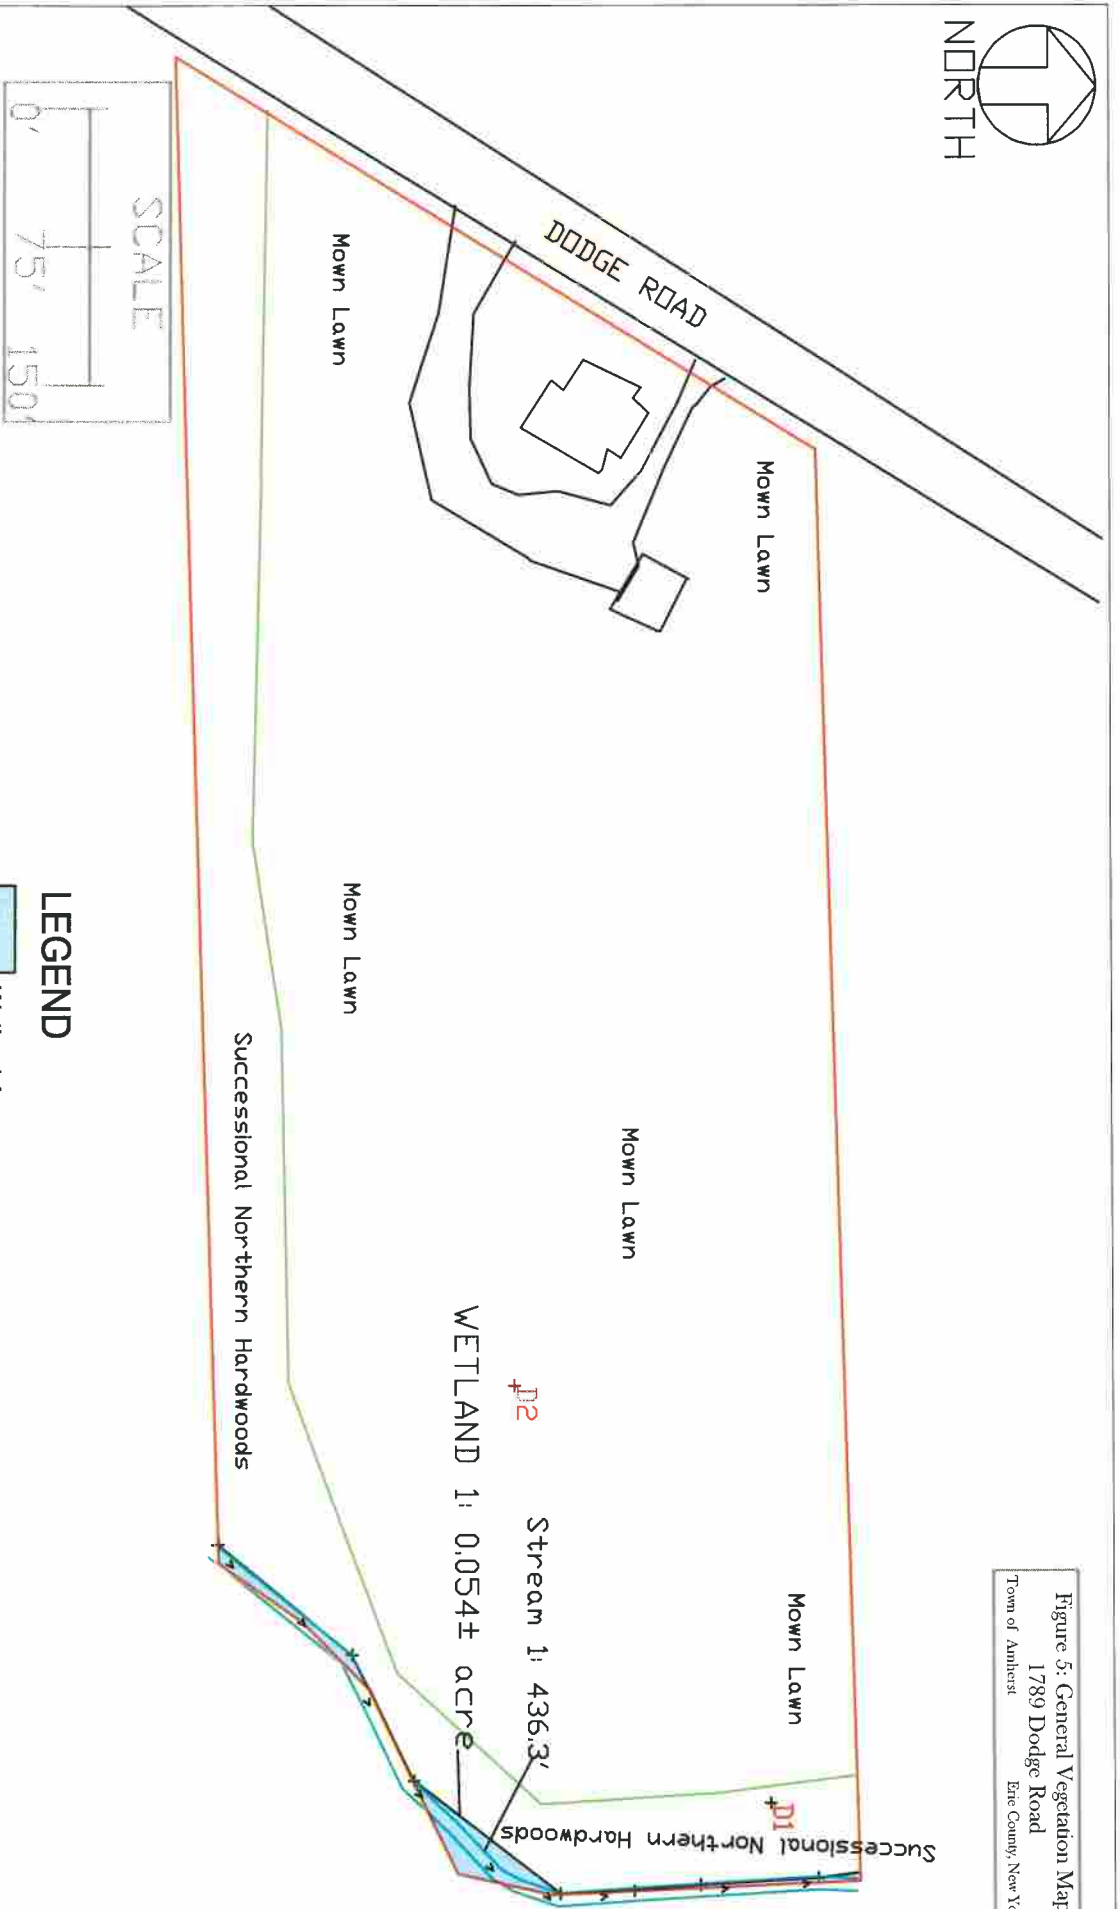 Figure 5: General Vegetation Map
1789 Dodge Road
Town of Amherst Erie County, New Yo
NORTH
DODGE ROAD
Mown Lawn
Mown Lawn
Mown Lawn
Mown Lawn
Mown Lawn
D1
D2
Stream 1: 436.3'
WETLAND 1: 0.054± acre
Successional Northern Hardwoods
Successional Northern Hardwoods
SCALE
0' 75' 150'
LEGEND